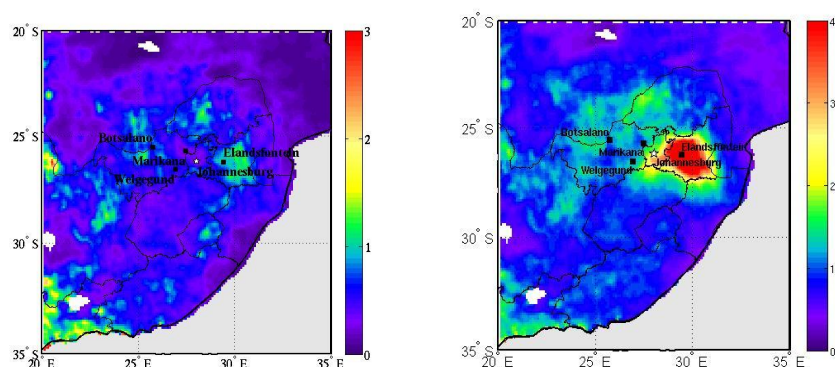 20° S
25° S
30° S
35° S
20 E
25 E
30 E
35 E
Botsalano
Marikana
Welgegund
Elandsfontein
Johannesburg
3
2
1
0
20° S
25° S
30° S
35° S
20 E
25 E
30 E
35 E
Botsalano
Marikana
Welgegund
Elandsfontein
Johannesburg
4
3
2
1
0